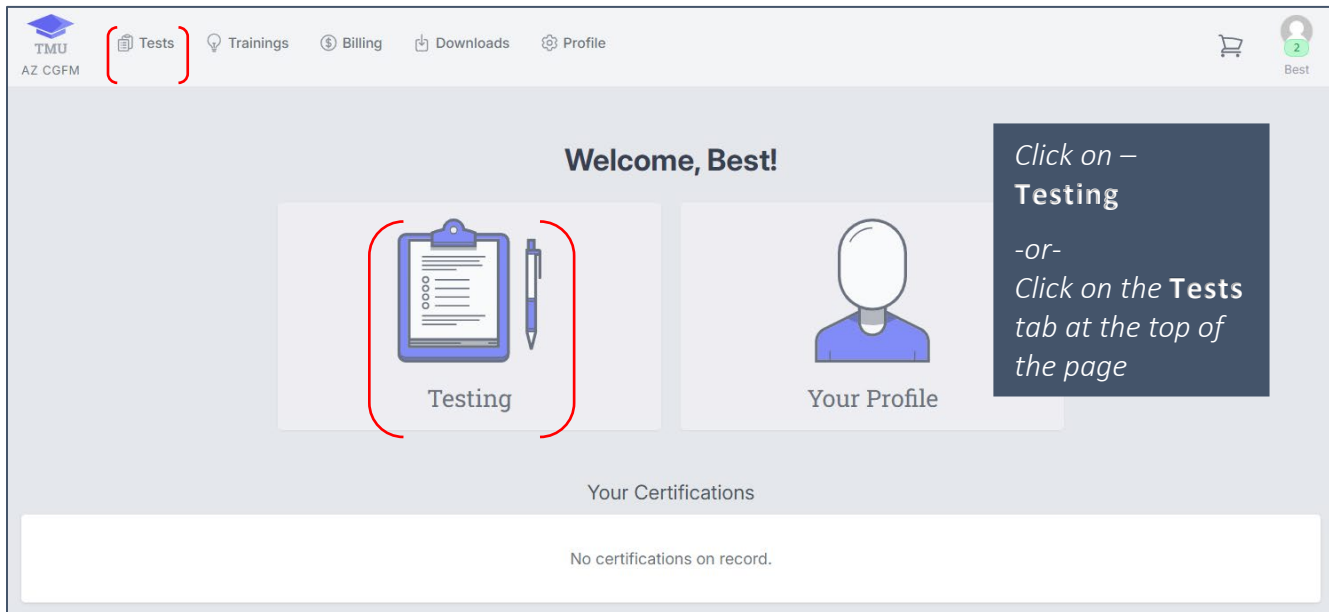 TMU
AZ CGFM
Tests
Trainings
Billing
Downloads
Profile
2
Best
Welcome, Best!
Testing
Your Profile
Click on –
Testing
-or-
Click on the Tests
tab at the top of
the page
Your Certifications
No certifications on record.